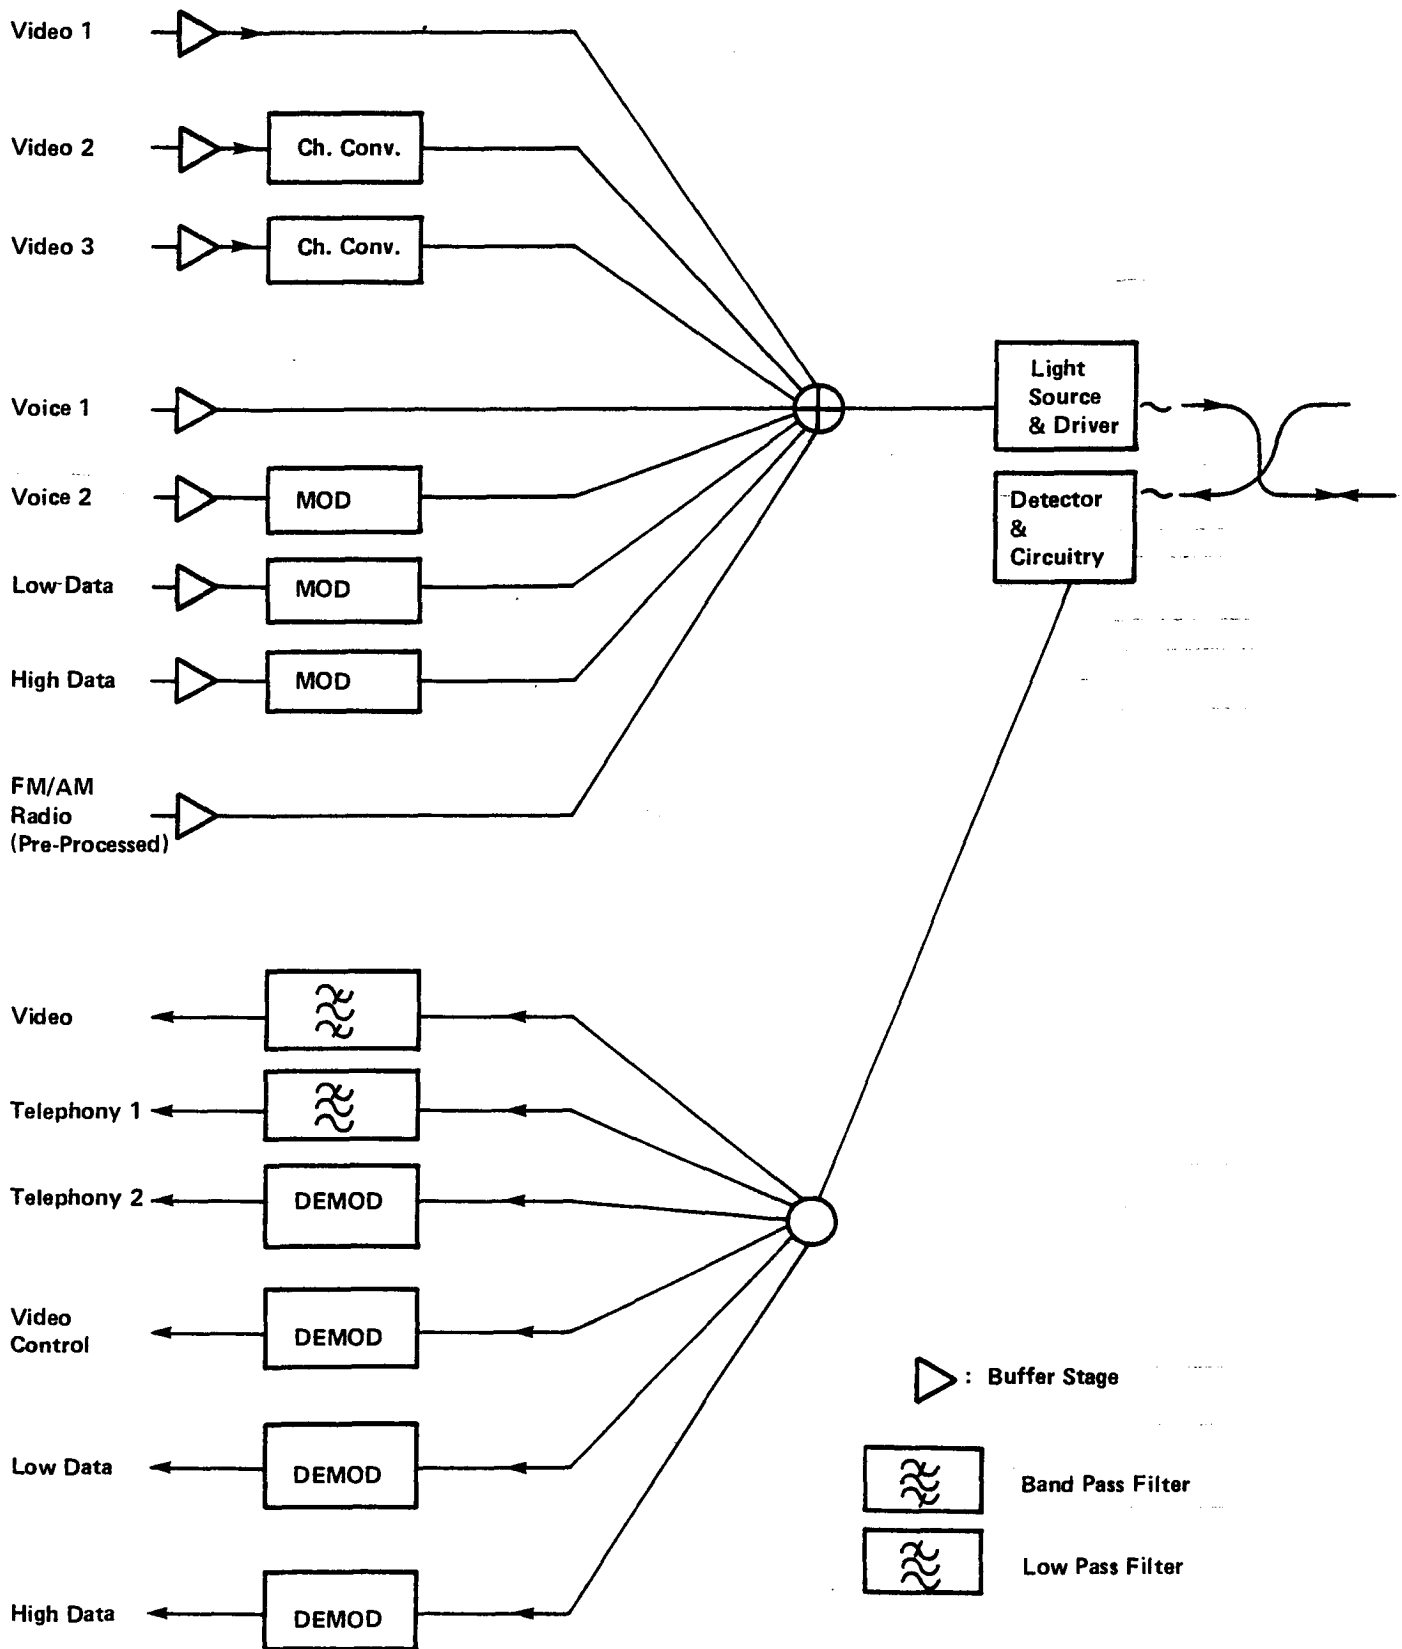 Video 1
Video 2
Ch. Conv.
Video 3
Ch. Conv.
Light
Source
& Driver
Voice 1
Voice 2
MOD
Detector
&
Circuitry
Low Data
MOD
High Data
MOD
FM/AM
Radio
(Pre-Processed)
Video
Telephony 1
Telephony 2
DEMOD
Video
Control
DEMOD
: Buffer Stage
Low Data
DEMOD
Band Pass Filter
Low Pass Filter
High Data
DEMOD